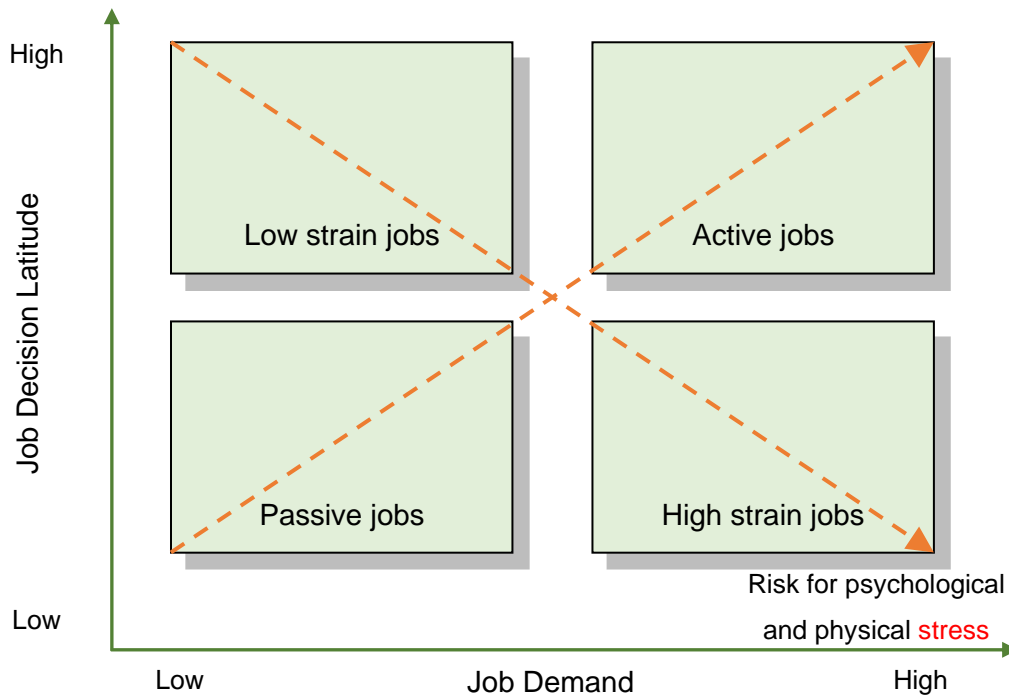 High
Job Decision Latitude
Low strain jobs
Active jobs
Passive jobs
High strain jobs
Risk for psychological
and physical stress
Low
Low
Job Demand
High